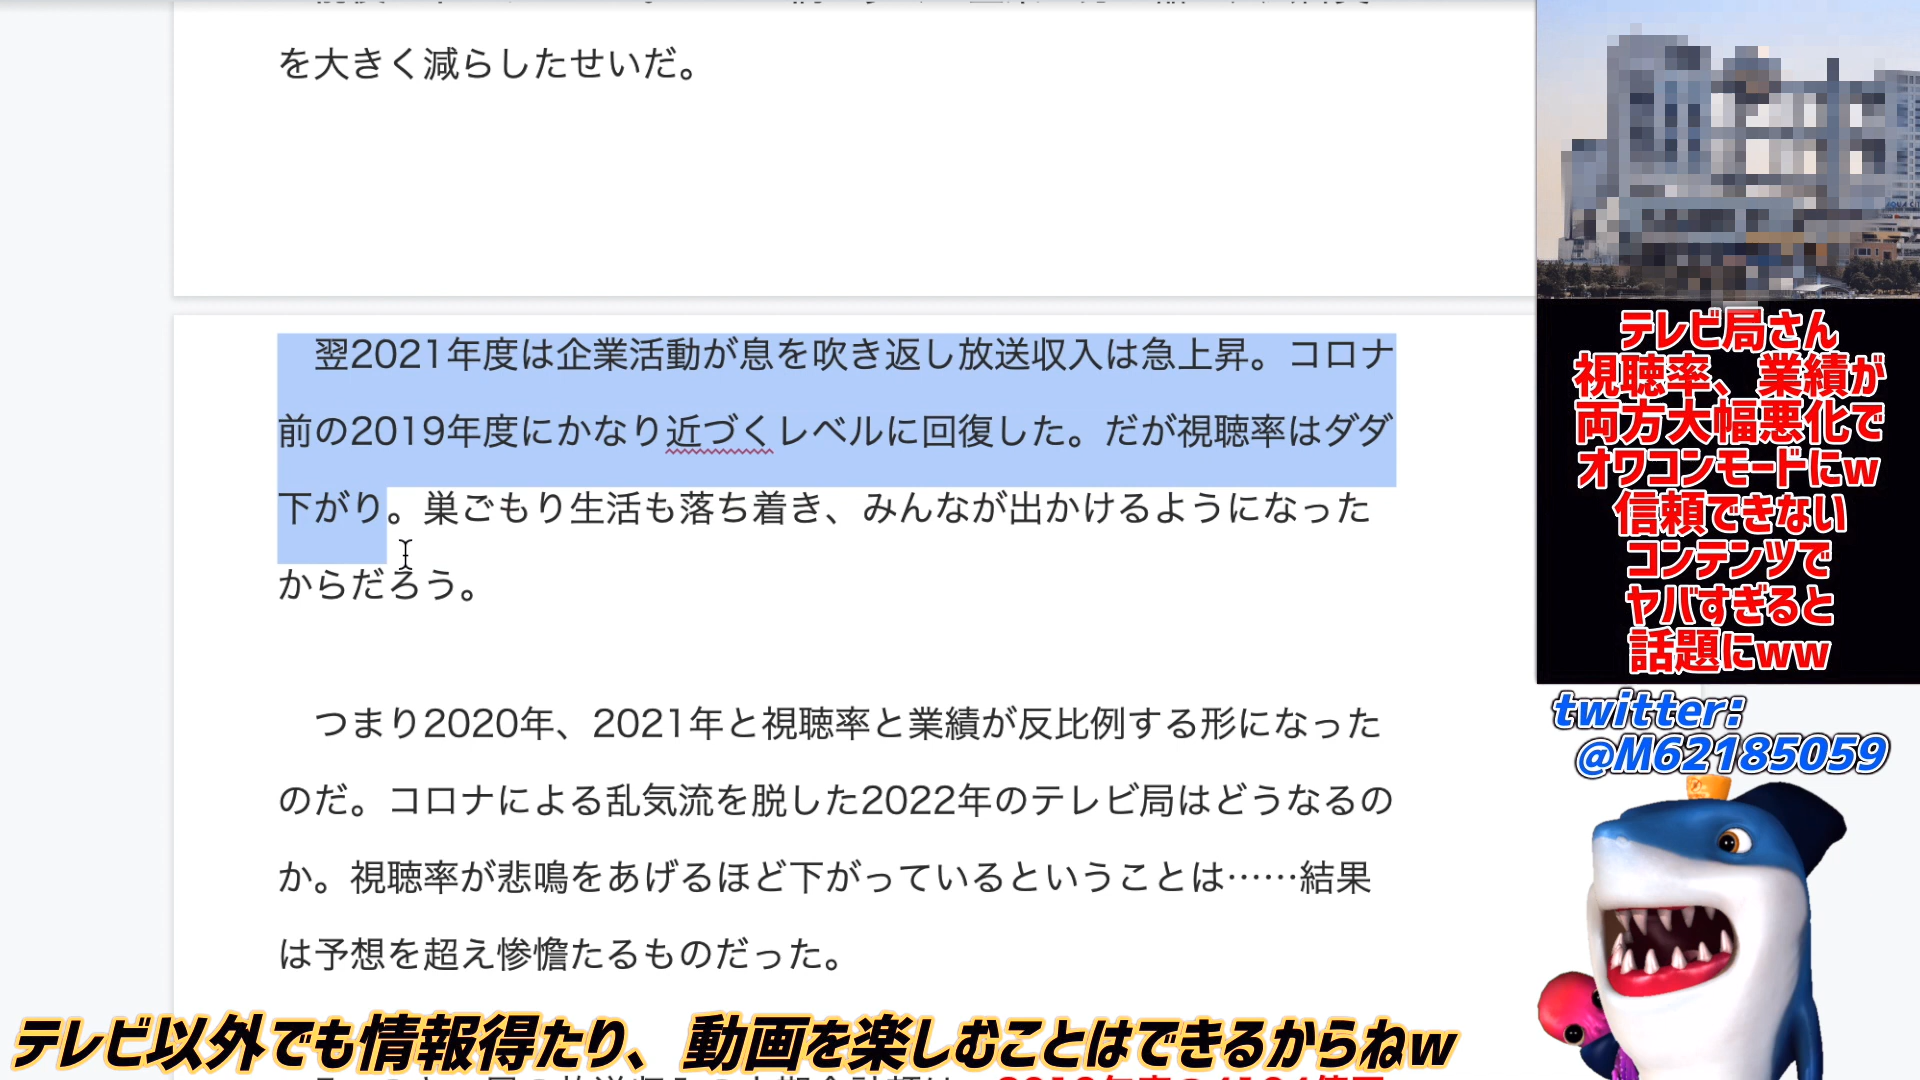 を大きく減らしたせいだ。
翌2021年度は企業活動が息を吹き返し放送収入は急上昇。コロナ
前の2019年度にかなり近づくレベルに回復した。だが視聴率はダダ
下がり。巣ごもり生活も落ち着き、みんなが出かけるようになった
からだろう。
つまり2020年、2021年と視聴率と業績が反比例する形になった
のだ。コロナによる乱気流を脱した2022年のテレビ局はどうなるの
か。視聴率が悲鳴をあげるほど下がっているということは……結果
は予想を超え惨憺たるものだった。
テレビ局さん
視聴率、業績が
両方大幅悪化で
オワコンモードにw
信頼できない
コンテンツで
ヤバすぎると
話題にww
twitter:
@M62185059
テレビ以外でも情報得たり、動画を楽しむことはできるからねw